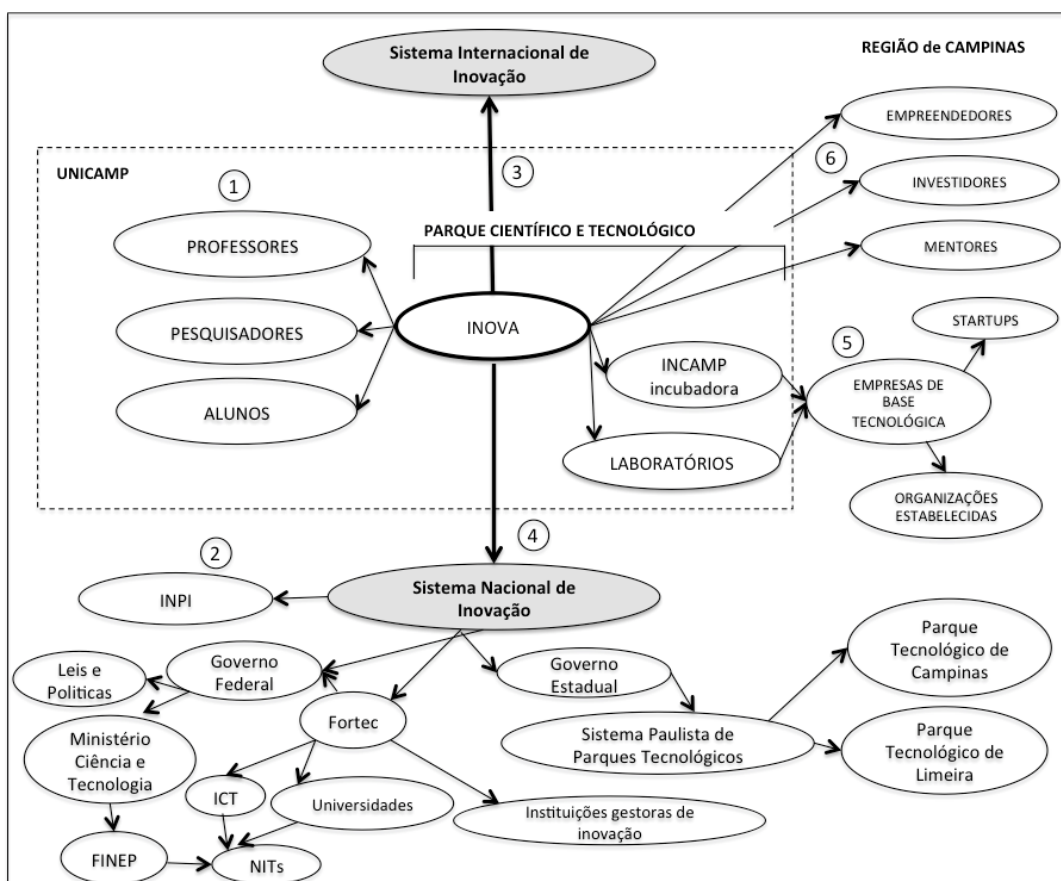 Sistema Internacional de
Inovação
REGIÃO de CAMPINAS
EMPREENDEDORES
6
INVESTIDORES
MENTORES
UNICAMP
1
3
PROFESSORES
PARQUE CIENTÍFICO E TECNOLÓGICO
PESQUISADORES
INOVA
ALUNOS
INCAMP
incubadora
LABORATÓRIOS
5
STARTUPS
EMPRESAS DE
BASE
TECNOLÓGICA
ORGANIZAÇÕES
ESTABELECIDAS
2
4
INPI
Sistema Nacional de
Inovação
Leis e
Politicas
Governo
Federal
Governo
Estadual
Parque
Tecnológico de
Campinas
Fortec
Sistema Paulista de
Parques Tecnológicos
Parque
Tecnológico de
Limeira
Ministério
Ciência e
Tecnologia
ICT
Universidades
Instituições gestoras de
inovação
FINEP
NITs